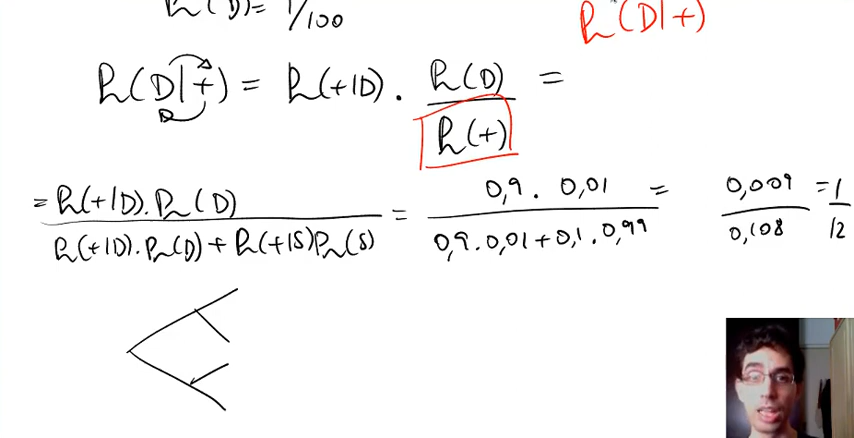 Pr(D)= 1/100
Pr(D|+)
Pr(D|+) = Pr(+|D) . Pr(D)/Pr(+) =
= Pr(+|D).Pr(D) / Pr(+|D).Pr(D)+Pr(+|S)Pr(S) = 0,9 . 0,01 / 0,9.0,01+0,1.0,99 = 0,009 / 0,108 = 1/12